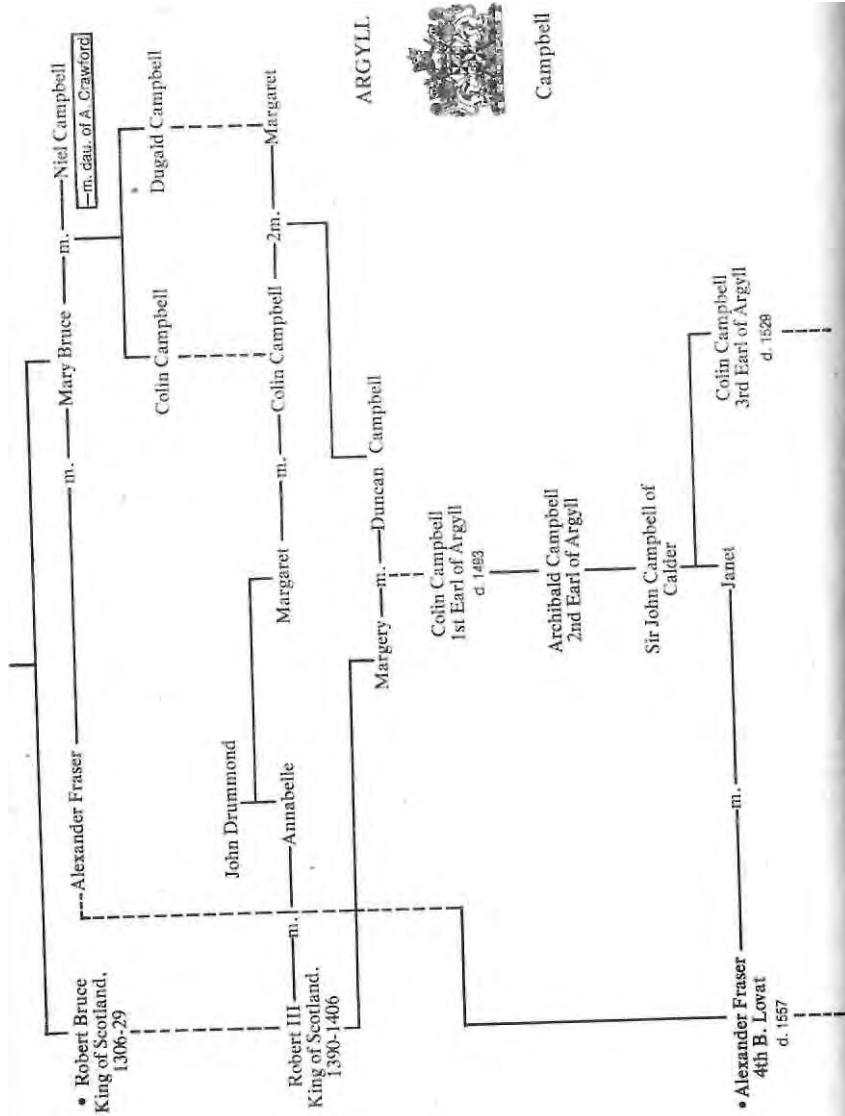 ARGYLL
Campbell
• Robert Bruce
King of Scotland,
1306-29
---Alexander Fraser
m.
Mary Bruce
m.
Niel Campbell
—m. dau. of A. Crawford
Colin Campbell
Dugald Campbell
John Drummond
Robert III
King of Scotland,
1390-1406
m.
Annabelle
Margaret
m.
Colin Campbell
2m.
Margaret
Margery
m.
Duncan Campbell
Colin Campbell
1st Earl of Argyll
d. 1493
Archibald Campbell
2nd Earl of Argyll
Sir John Campbell of
Calder
• Alexander Fraser
4th B. Lovat
d. 1557
m.
Janet
Colin Campbell
3rd Earl of Argyll
d. 1529